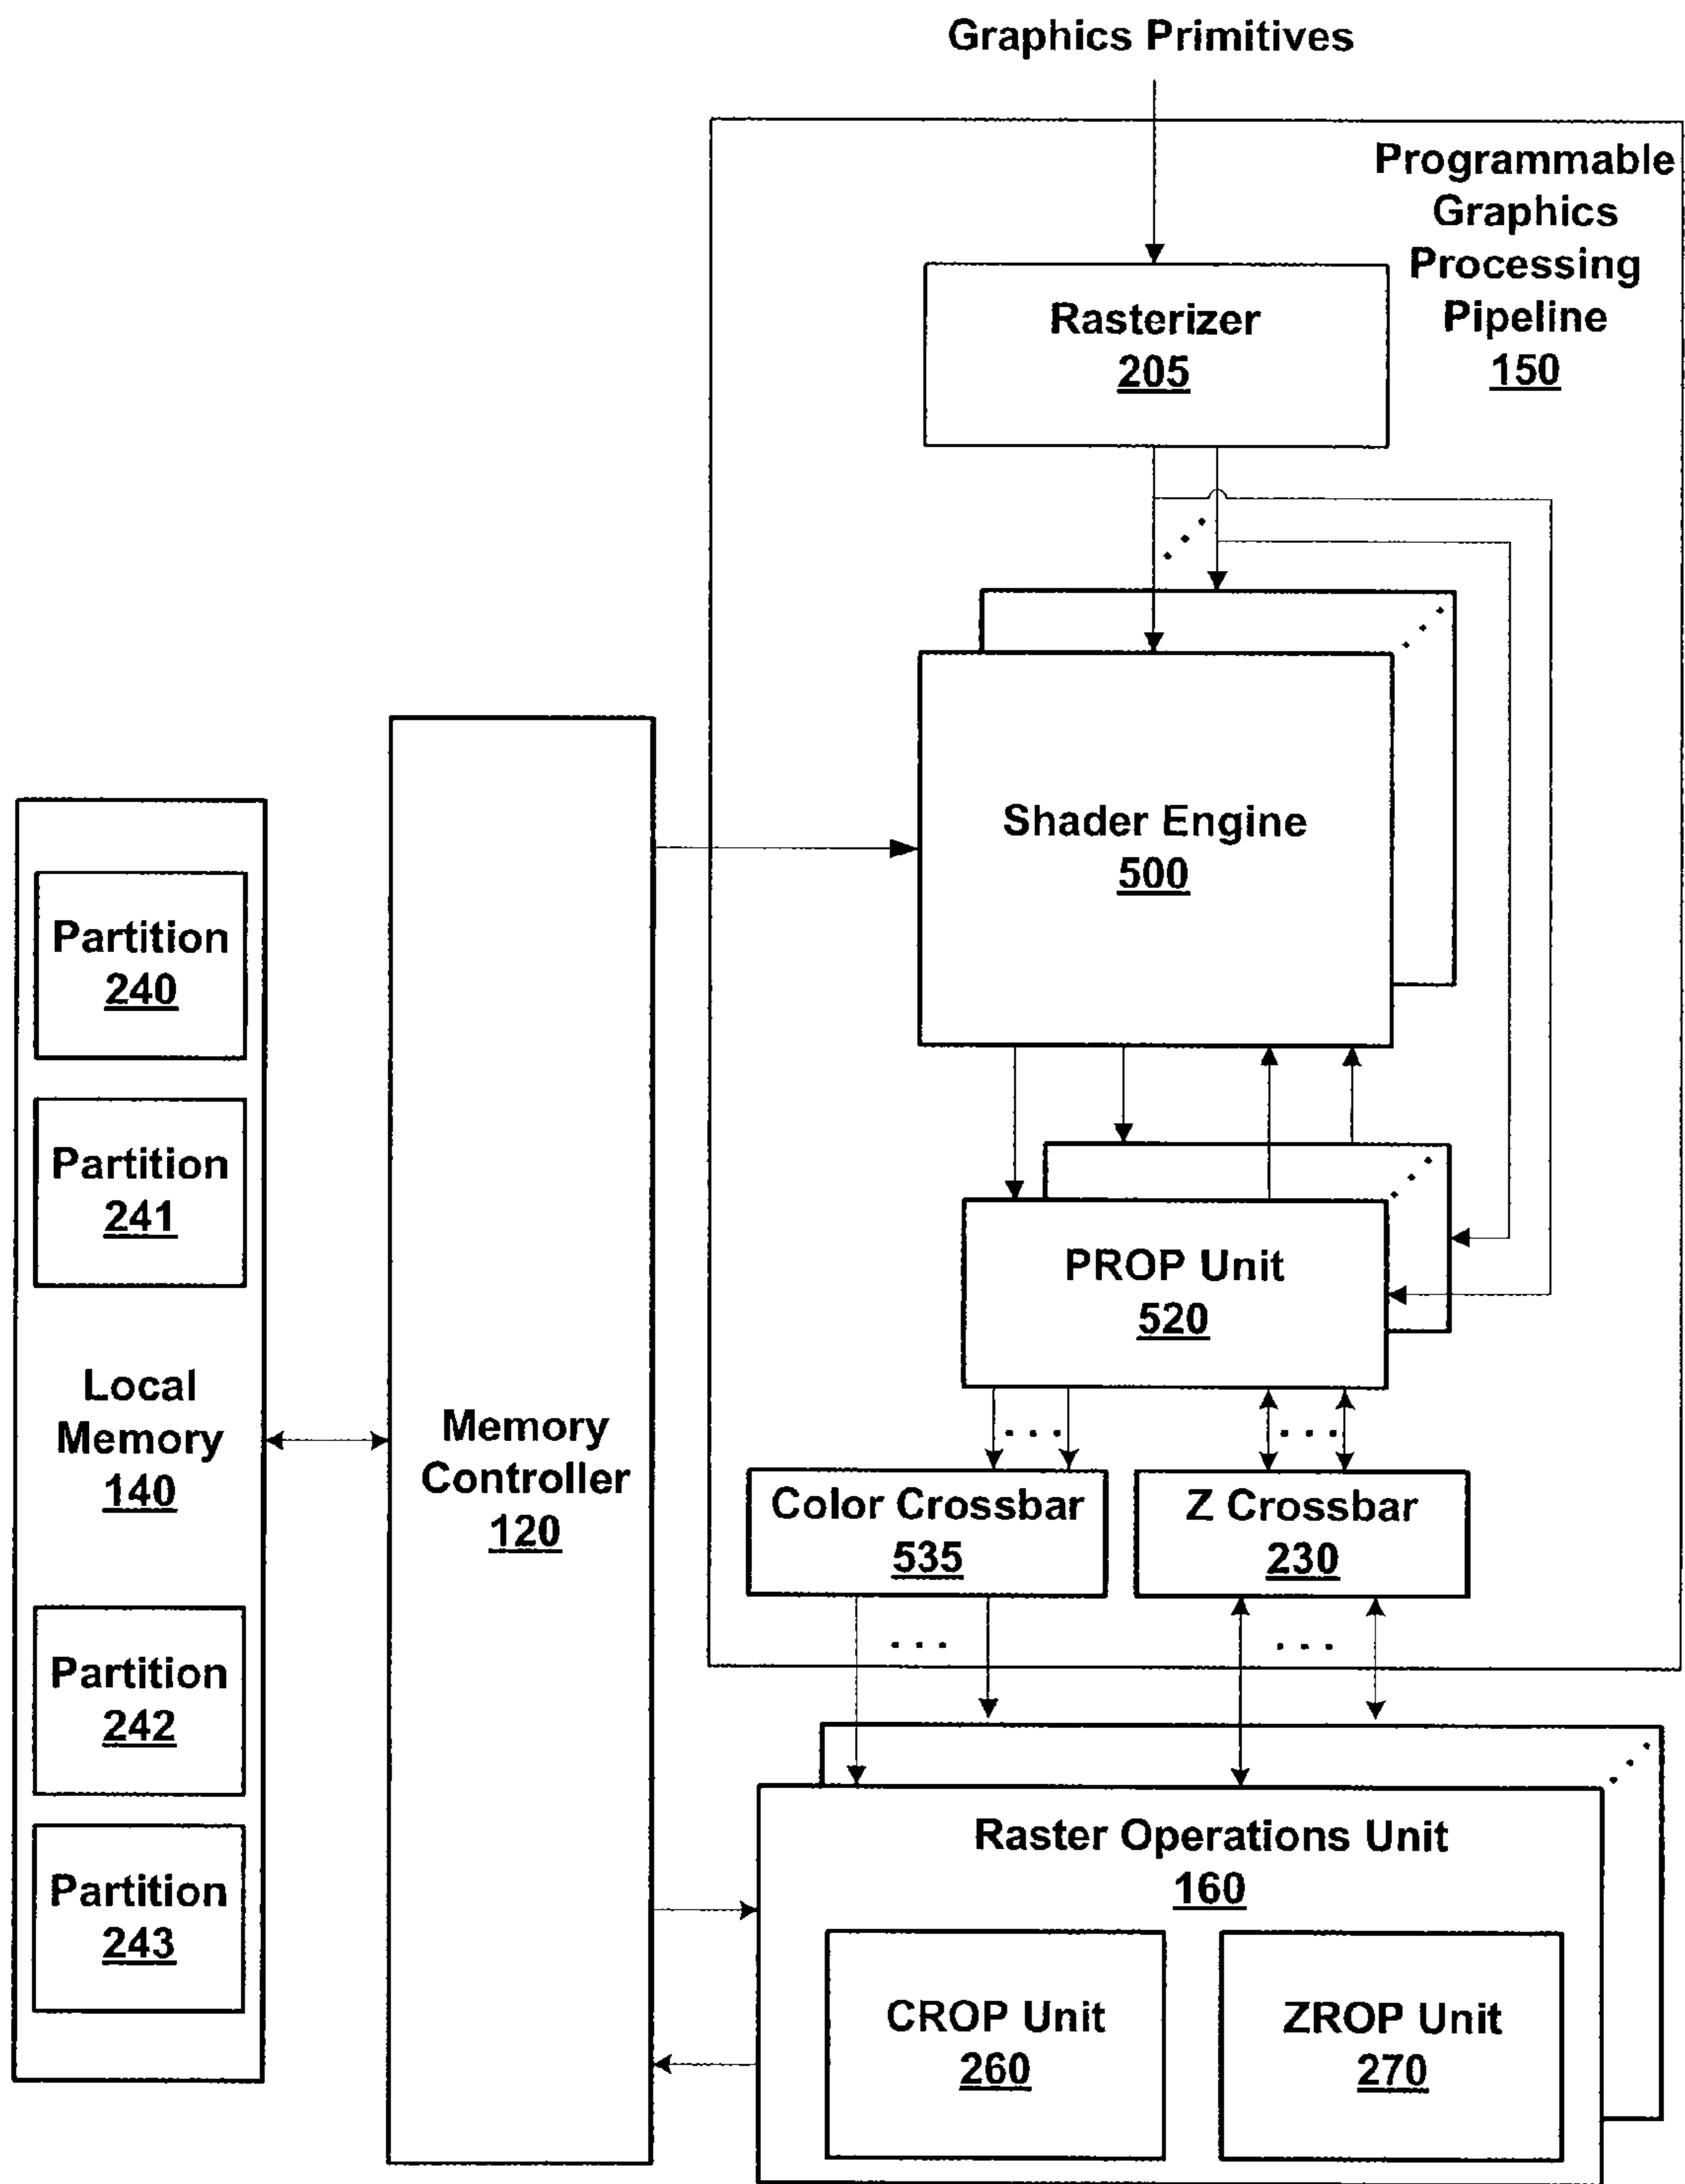 Graphics Primitives
Programmable
Graphics
Processing
Pipeline
150
Rasterizer
205
Shader Engine
500
Partition
240
Partition
241
Local
Memory
140
Partition
242
Partition
243
Memory
Controller
120
PROP Unit
520
Color Crossbar
535
Z Crossbar
230
Raster Operations Unit
160
CROP Unit
260
ZROP Unit
270